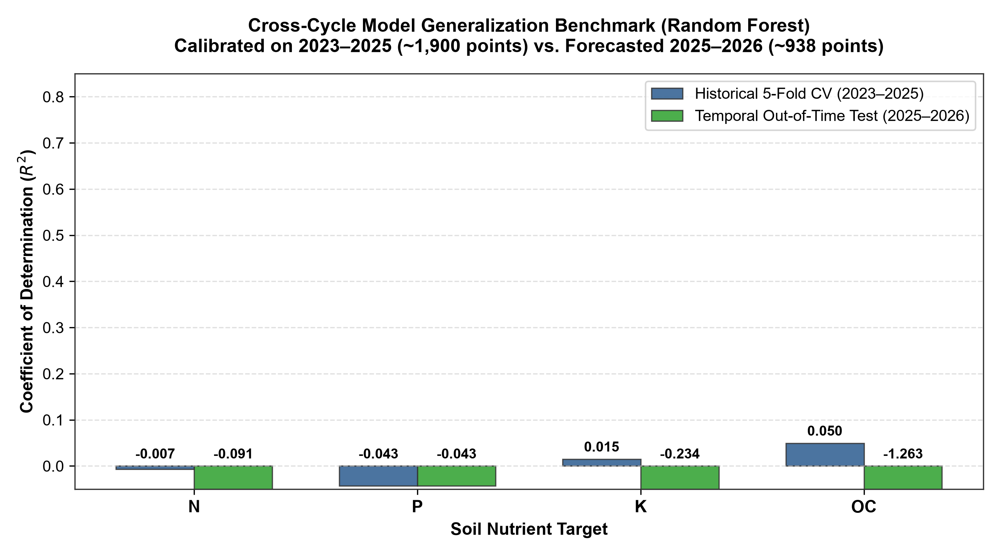 Cross-Cycle Model Generalization Benchmark (Random Forest)
Calibrated on 2023–2025 (~1,900 points) vs. Forecasted 2025–2026 (~938 points)
Historical 5-Fold CV (2023–2025)
Temporal Out-of-Time Test (2025–2026)
Coefficient of Determination (R²)
0.8
0.7
0.6
0.5
0.4
0.3
0.2
0.1
0.0
-0.007
-0.091
-0.043
-0.043
0.015
-0.234
0.050
-1.263
N
P
K
OC
Soil Nutrient Target